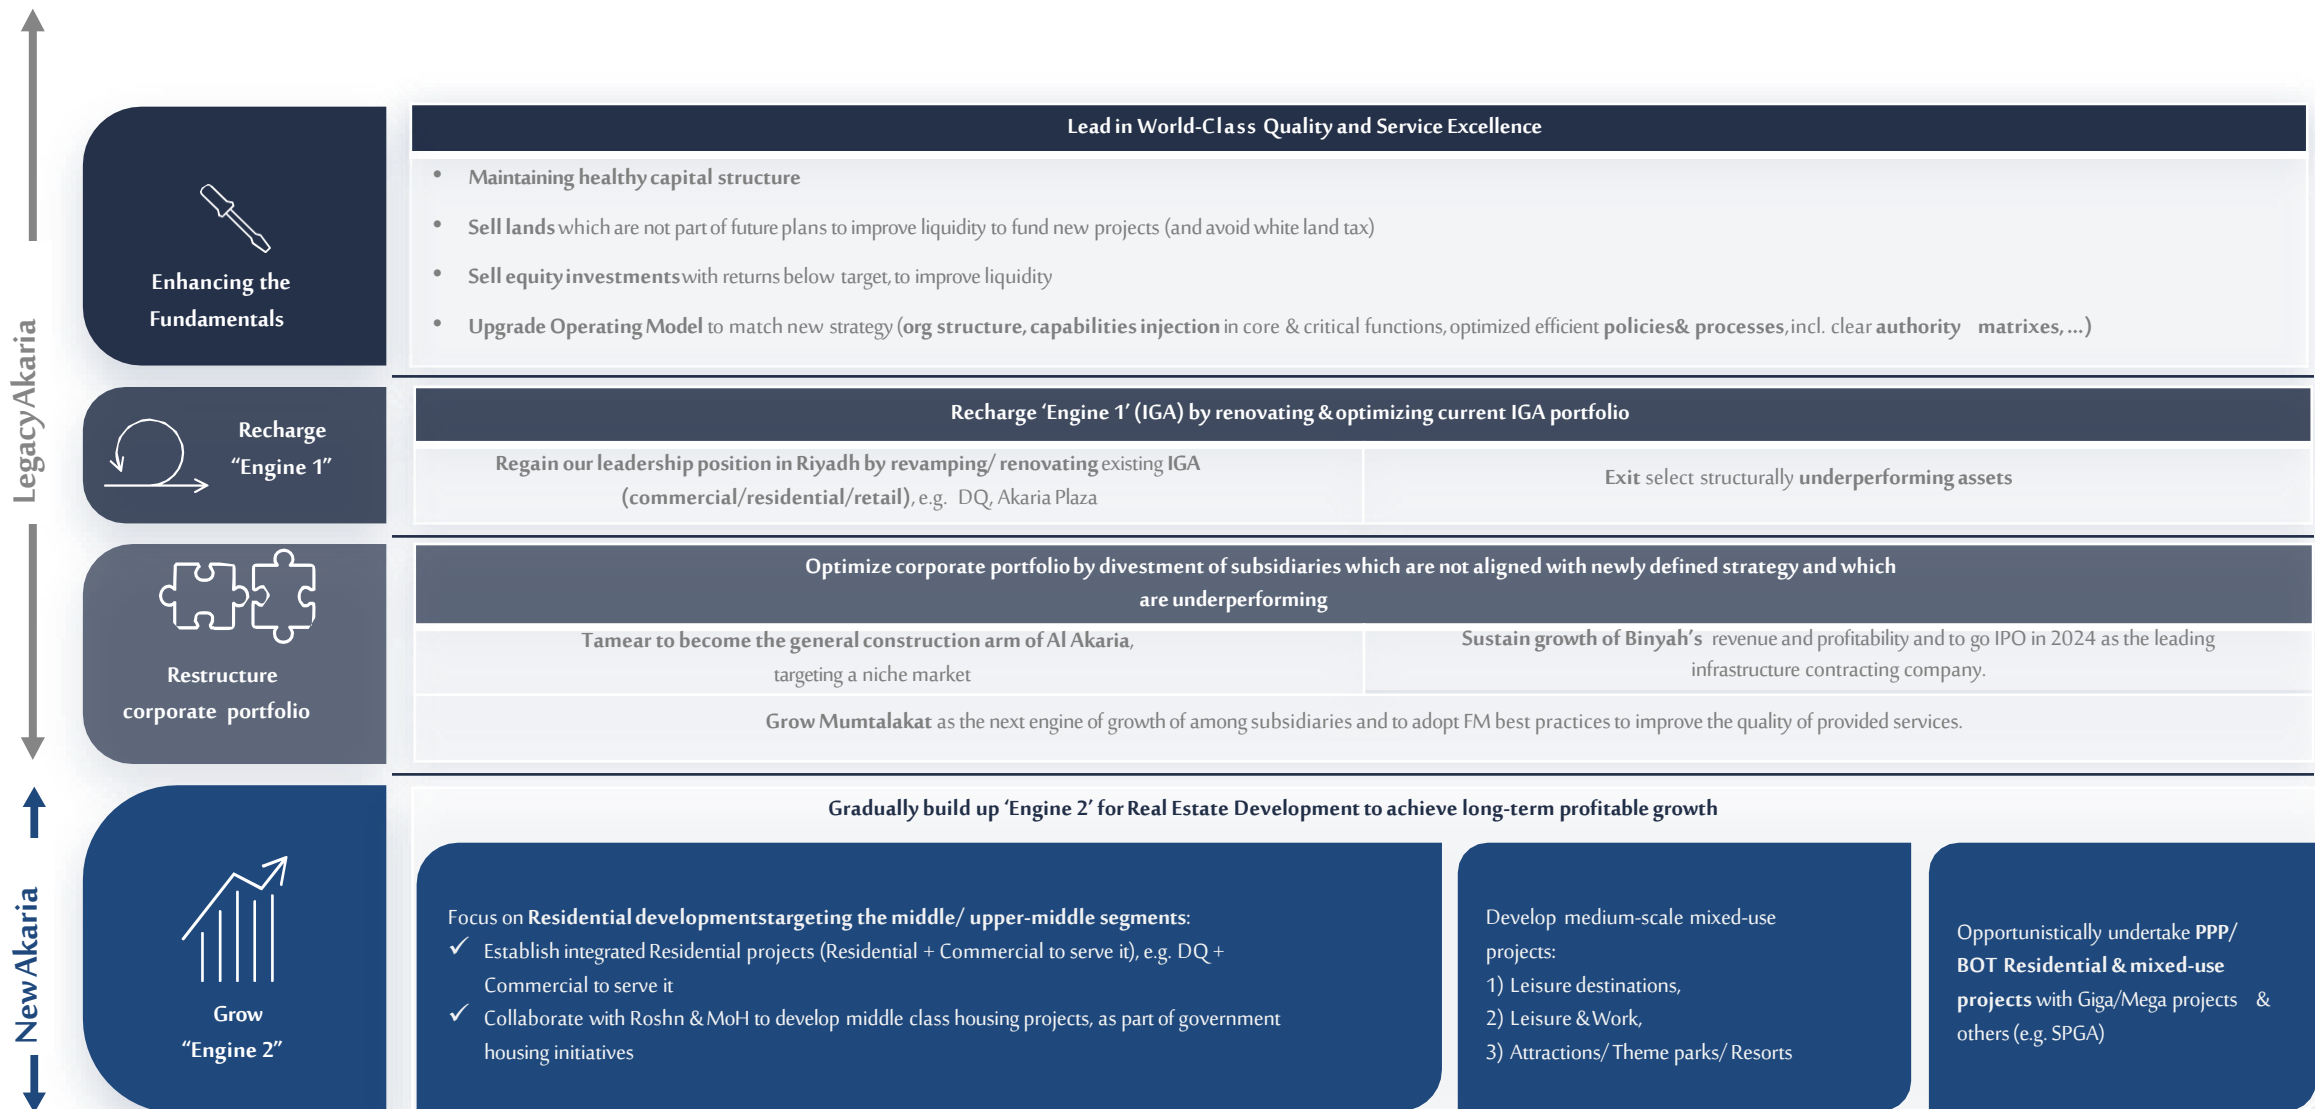 Legacy Akaria
Enhancing the
Fundamentals
Lead in World-Class Quality and Service Excellence
• Maintaining healthy capital structure
• Sell lands which are not part of future plans to improve liquidity to fund new projects (and avoid white land tax)
• Sell equity investments with returns below target, to improve liquidity
• Upgrade Operating Model to match new strategy (org structure, capabilities injection in core & critical functions, optimized efficient policies& processes, incl. clear authority matrixes, ...)
Recharge
“Engine 1”
Recharge ‘Engine 1’ (IGA) by renovating & optimizing current IGA portfolio
Regain our leadership position in Riyadh by revamping/ renovating existing IGA
(commercial/residential/retail), e.g. DQ, Akaria Plaza
Exit select structurally underperforming assets
Restructure
corporate portfolio
Optimize corporate portfolio by divestment of subsidiaries which are not aligned with newly defined strategy and which
are underperforming
Tamear to become the general construction arm of Al Akaria,
targeting a niche market
Sustain growth of Binyah’s revenue and profitability and to go IPO in 2024 as the leading
infrastructure contracting company.
Grow Mumtalakat as the next engine of growth of among subsidiaries and to adopt FM best practices to improve the quality of provided services.
New Akaria
Grow
“Engine 2”
Gradually build up ‘Engine 2’ for Real Estate Development to achieve long-term profitable growth
Focus on Residential developmentstargeting the middle/ upper-middle segments:
✓ Establish integrated Residential projects (Residential + Commercial to serve it), e.g. DQ +
Commercial to serve it
✓ Collaborate with Roshn & MoH to develop middle class housing projects, as part of government
housing initiatives
Develop medium-scale mixed-use
projects:
1) Leisure destinations,
2) Leisure & Work,
3) Attractions/ Theme parks/ Resorts
Opportunistically undertake PPP/
BOT Residential & mixed-use
projects with Giga/Mega projects &
others (e.g. SPGA)